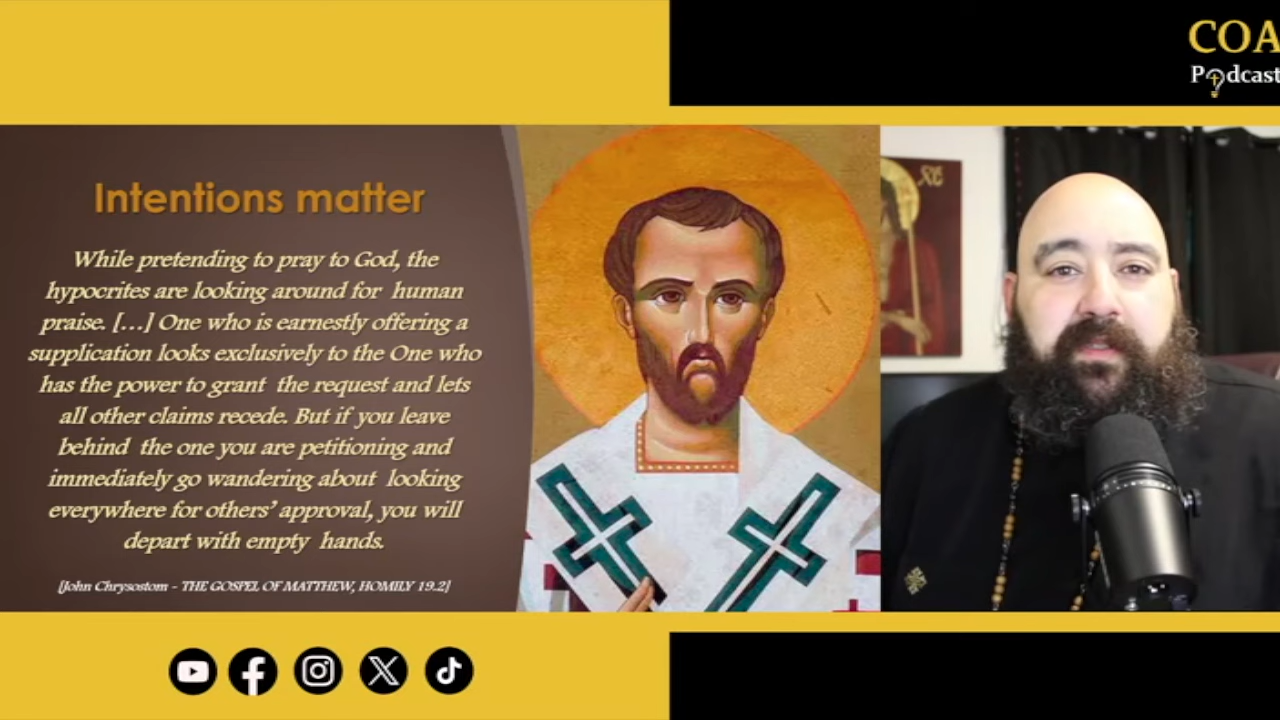 COA
Podcast
Intentions matter
While pretending to pray to God, the
hypocrites are looking around for human
praise. [...] One who is earnestly offering a
supplication looks exclusively to the One who
has the power to grant the request and lets
all other claims recede. But if you leave
behind the one you are petitioning and
immediately go wandering about looking
everywhere for others' approval, you will
depart with empty hands.
[John Chrysostom - THE GOSPEL OF MATTHEW, HOMILY 19.2]